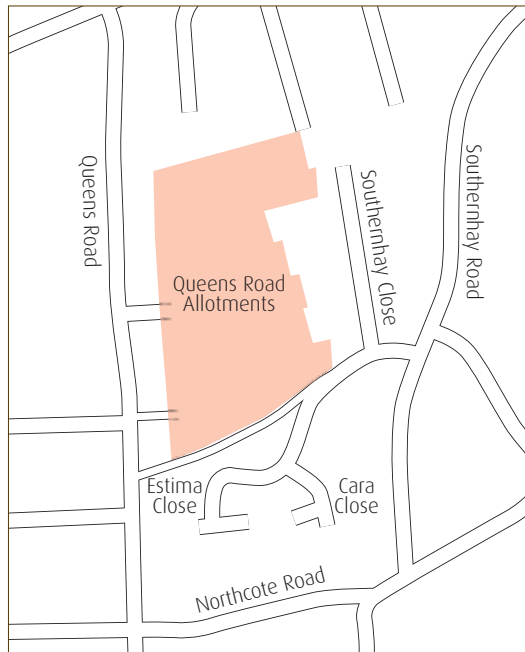 Queens Road
Southernhay Close
Southernhay Road
Queens Road
Allotments
Estima
Close
Cara
Close
Northcote Road